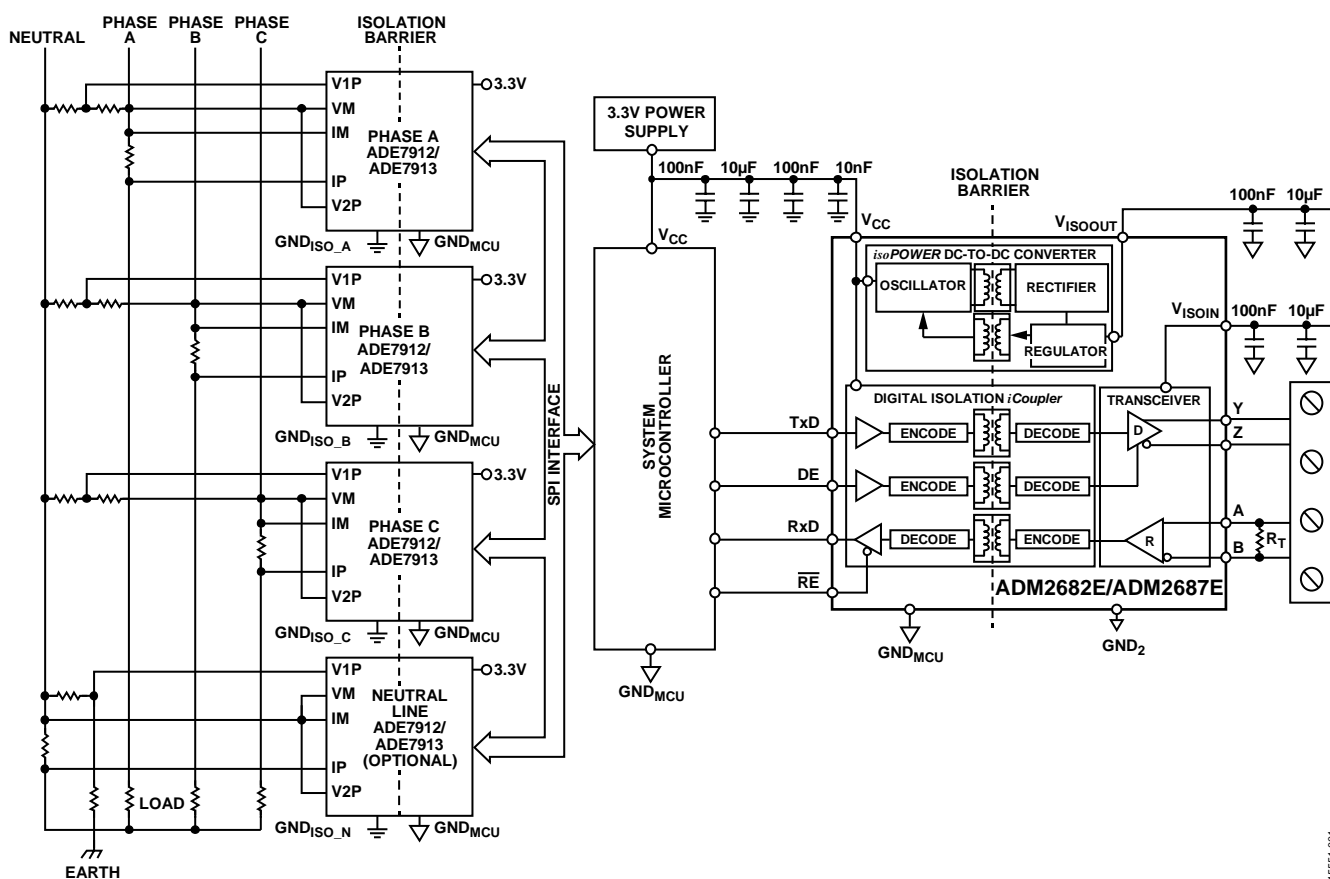 NEUTRAL
PHASE
A
PHASE
B
PHASE
C
ISOLATION
BARRIER
V1P
VM
IM
IP
V2P
PHASE A
ADE7912/
ADE7913
3.3V
GNDISO_A
GNDMCU
V1P
VM
IM
IP
V2P
PHASE B
ADE7912/
ADE7913
3.3V
GNDISO_B
GNDMCU
V1P
VM
IM
IP
V2P
PHASE C
ADE7912/
ADE7913
3.3V
GNDISO_C
GNDMCU
V1P
VM
IM
IP
V2P
NEUTRAL
LINE
ADE7912/
ADE7913
(OPTIONAL)
3.3V
GNDISO_N
GNDMCU
LOAD
EARTH
SPI INTERFACE
3.3V POWER
SUPPLY
100nF
10µF
100nF
10nF
VCC
SYSTEM
MICROCONTROLLER
GNDMCU
TxD
DE
RxD
RE
VCC
ISOLATION
BARRIER
VISOOUT
100nF
10µF
isoPOWER DC-TO-DC CONVERTER
OSCILLATOR
RECTIFIER
REGULATOR
VISOIN
100nF
10µF
DIGITAL ISOLATION iCoupler
TRANSCEIVER
ENCODE
DECODE
D
Y
Z
ENCODE
DECODE
DECODE
ENCODE
R
A
B
RT
ADM2682E/ADM2687E
GNDMCU
GND2